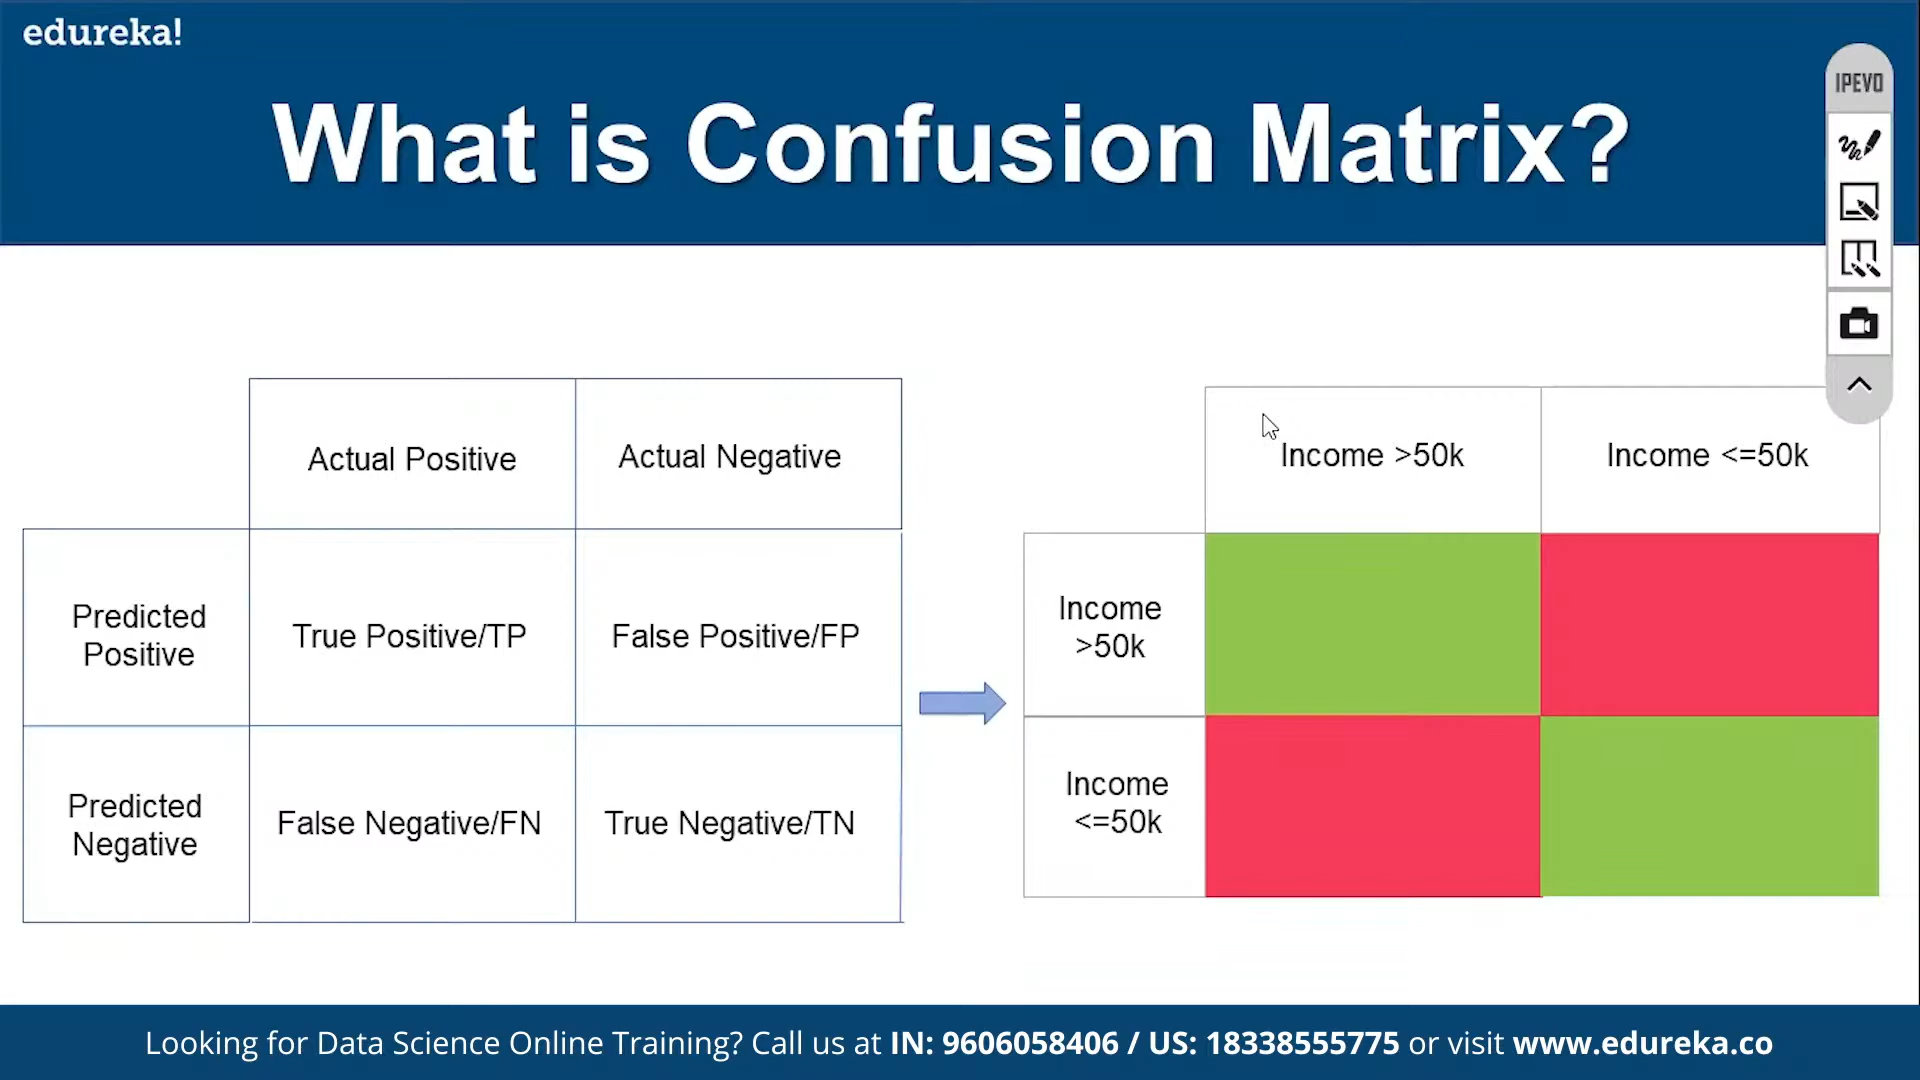 edureka!
IPEVO
What is Confusion Matrix?
Actual Positive
Actual Negative
Predicted
Positive
True Positive/TP
False Positive/FP
Predicted
Negative
False Negative/FN
True Negative/TN
Income >50k
Income <=50k
Income
>50k
Income
<=50k
Looking for Data Science Online Training? Call us at IN: 9606058406 / US: 18338555775 or visit www.edureka.co